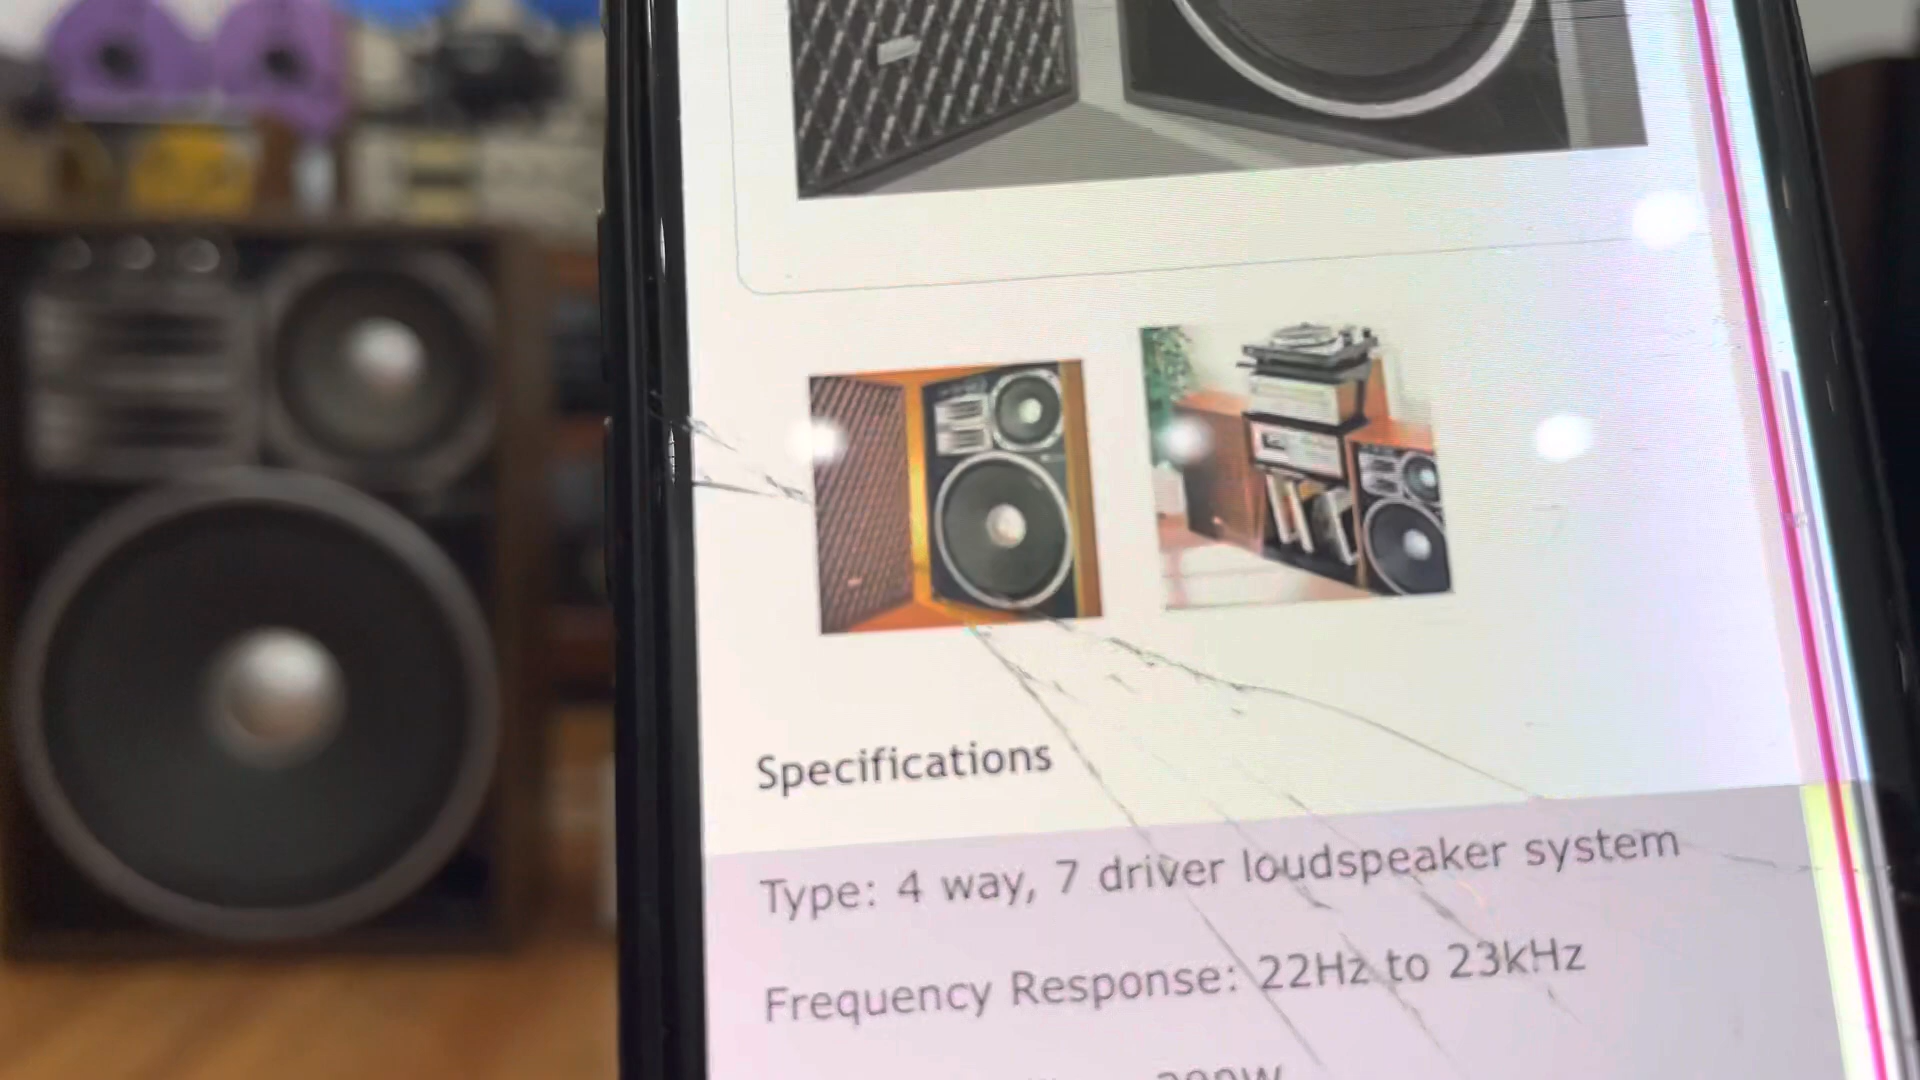 Specifications
Type: 4 way, 7 driver loudspeaker system
Frequency Response: 22Hz to 23kHz